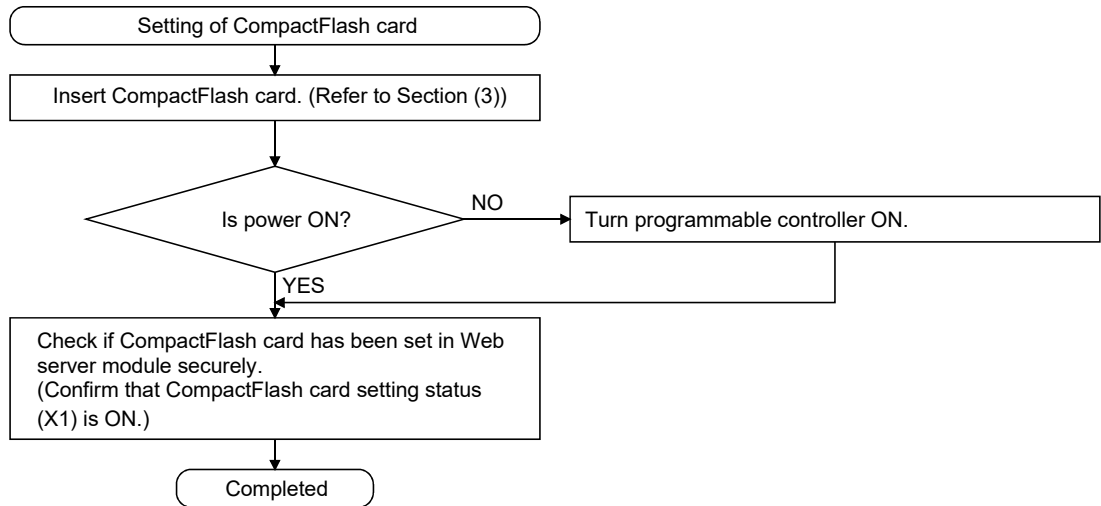 Setting of CompactFlash card
Insert CompactFlash card. (Refer to Section (3))
Is power ON?
NO
Turn programmable controller ON.
YES
Check if CompactFlash card has been set in Web
server module securely.
(Confirm that CompactFlash card setting status
(X1) is ON.)
Completed